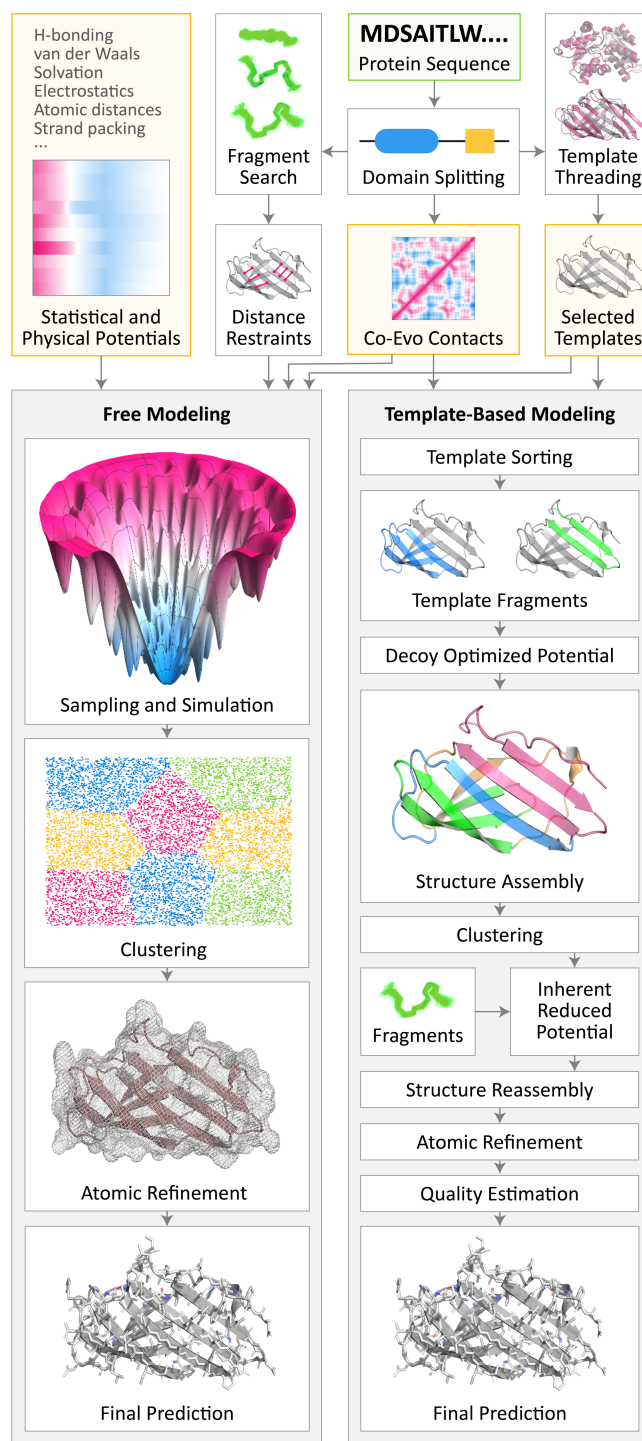 H-bonding
van der Waals
Solvation
Electrostatics
Atomic distances
Strand packing
...
Statistical and
Physical Potentials
Fragment
Search
MDSAITLW....
Protein Sequence
Domain Splitting
Template
Threading
Distance
Restraints
Co-Evo Contacts
Selected
Templates
Free Modeling
Sampling and Simulation
Clustering
Atomic Refinement
Final Prediction
Template-Based Modeling
Template Sorting
Template Fragments
Decoy Optimized Potential
Structure Assembly
Clustering
Fragments
Inherent
Reduced
Potential
Structure Reassembly
Atomic Refinement
Quality Estimation
Final Prediction